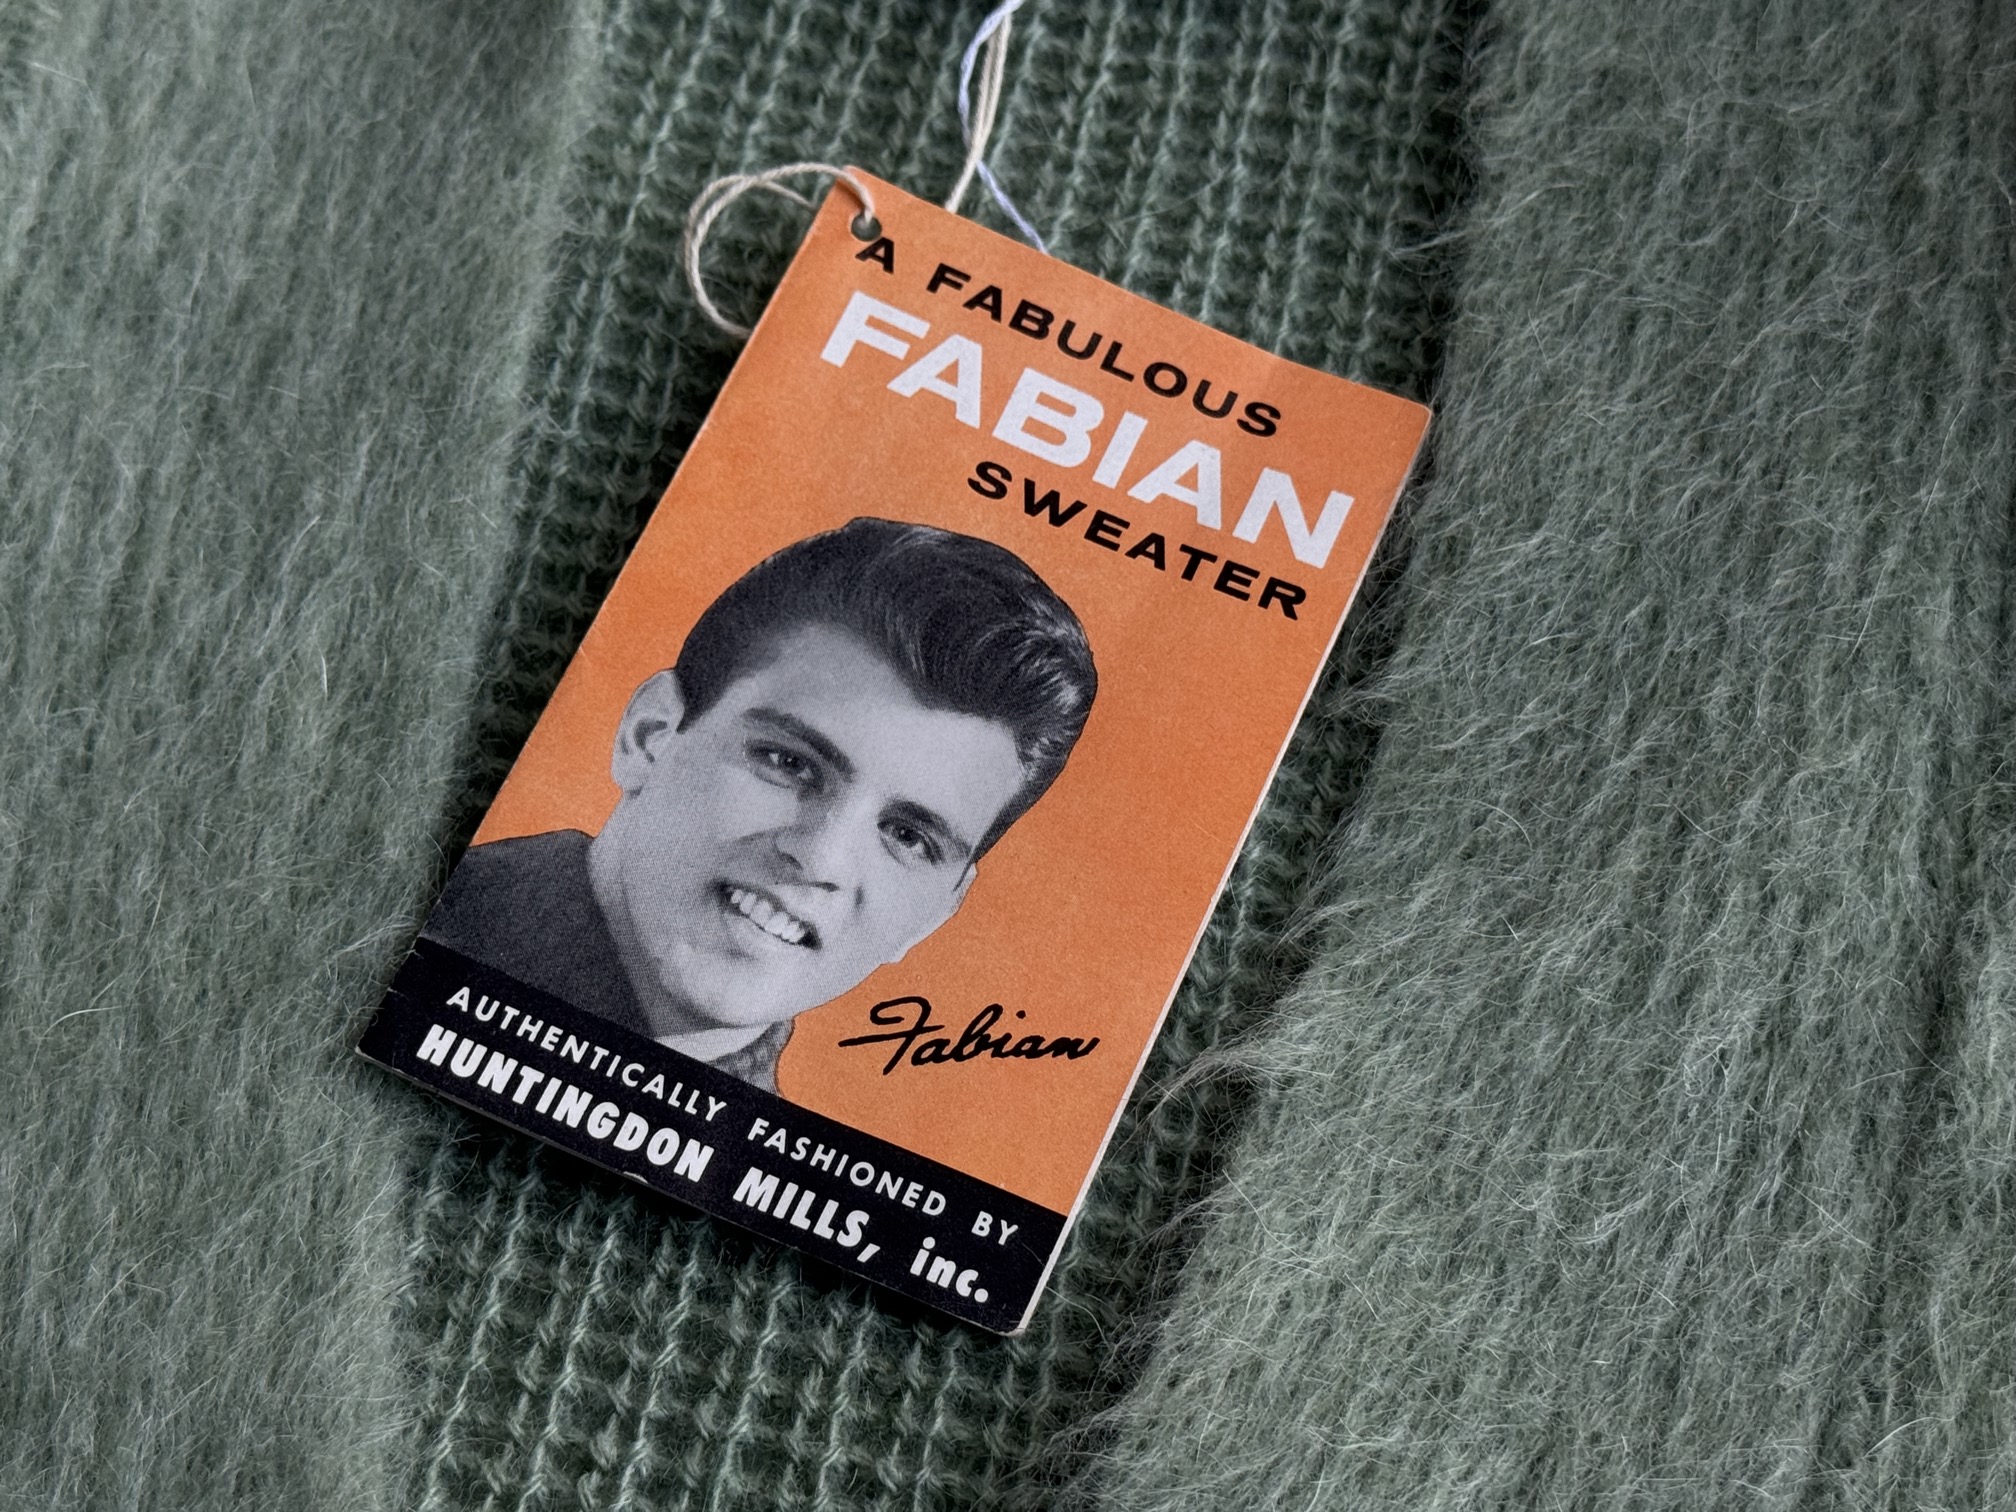 A FABULOUS
FABIAN
SWEATER
Fabian
AUTHENTICALLY FASHIONED BY
HUNTINGDON MILLS, inc.